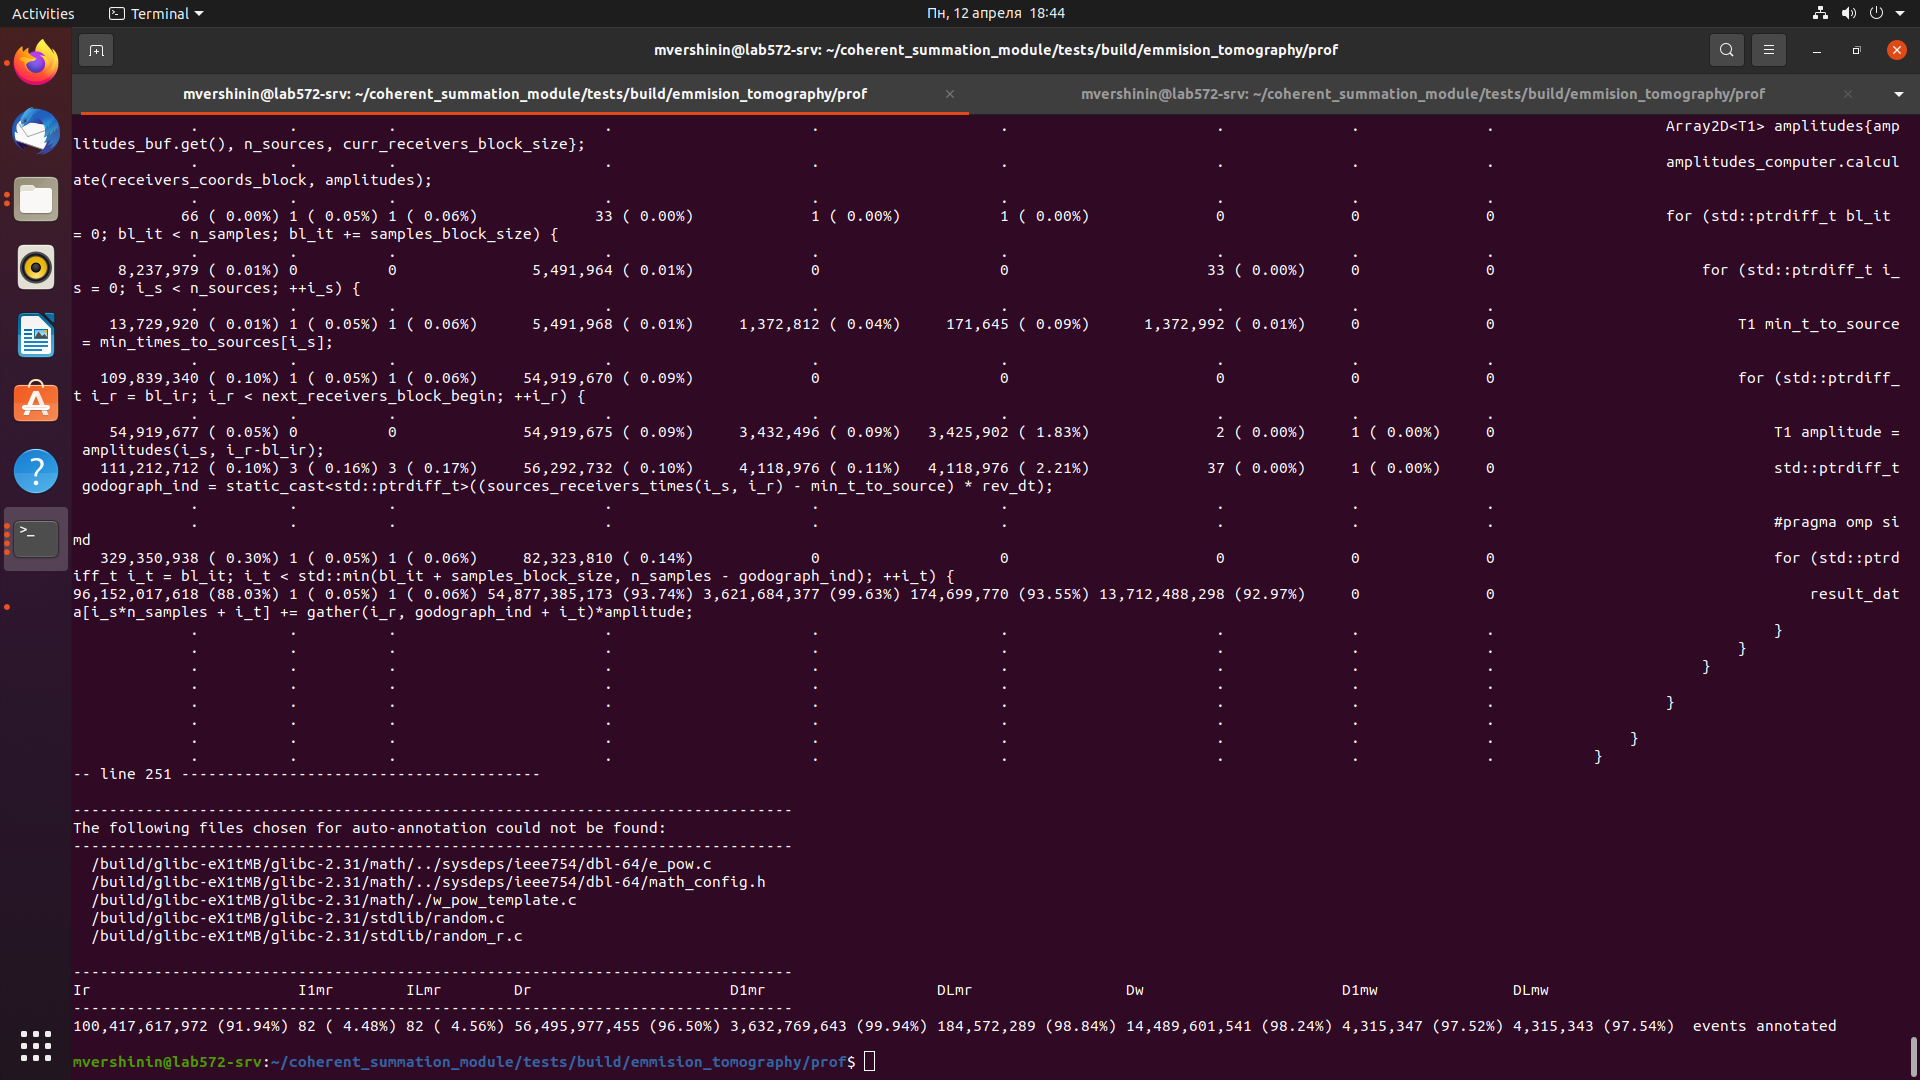 Activities Terminal Пн, 12 апреля 18:44
mvershinin@lab572-srv: ~/coherent_summation_module/tests/build/emmision_tomography/prof
mvershinin@lab572-srv: ~/coherent_summation_module/tests/build/emmision_tomography/prof × mvershinin@lab572-srv: ~/coherent_summation_module/tests/build/emmision_tomography/prof ×
. . . . . . . . . Array2D<T1> amplitudes{amp
litudes_buf.get(), n_sources, curr_receivers_block_size};
. . . . . . . . . amplitudes_computer.calcul
ate(receivers_coords_block, amplitudes);
. . . . . . . . .
66 ( 0.00%) 1 ( 0.05%) 1 ( 0.06%) 33 ( 0.00%) 1 ( 0.00%) 1 ( 0.00%) 0 0 0 for (std::ptrdiff_t bl_it
= 0; bl_it < n_samples; bl_it += samples_block_size) {
. . . . . . . . .
8,237,979 ( 0.01%) 0 0 5,491,964 ( 0.01%) 0 0 33 ( 0.00%) 0 0 for (std::ptrdiff_t i_
s = 0; i_s < n_sources; ++i_s) {
. . . . . . . . .
13,729,920 ( 0.01%) 1 ( 0.05%) 1 ( 0.06%) 5,491,968 ( 0.01%) 1,372,812 ( 0.04%) 171,645 ( 0.09%) 1,372,992 ( 0.01%) 0 0 T1 min_t_to_source
= min_times_to_sources[i_s];
. . . . . . . . .
109,839,340 ( 0.10%) 1 ( 0.05%) 1 ( 0.06%) 54,919,670 ( 0.09%) 0 0 0 0 0 for (std::ptrdiff_
t i_r = bl_ir; i_r < next_receivers_block_begin; ++i_r) {
. . . . . . . . .
54,919,677 ( 0.05%) 0 0 54,919,675 ( 0.09%) 3,432,496 ( 0.09%) 3,425,902 ( 1.83%) 2 ( 0.00%) 1 ( 0.00%) 0 T1 amplitude =
amplitudes(i_s, i_r-bl_ir);
111,212,712 ( 0.10%) 3 ( 0.16%) 3 ( 0.17%) 56,292,732 ( 0.10%) 4,118,976 ( 0.11%) 4,118,976 ( 2.21%) 37 ( 0.00%) 1 ( 0.00%) 0 std::ptrdiff_t
godograph_ind = static_cast<std::ptrdiff_t>((sources_receivers_times(i_s, i_r) - min_t_to_source) * rev_dt);
. . . . . . . . .
. . . . . . . . . #pragma omp si
md
329,350,938 ( 0.30%) 1 ( 0.05%) 1 ( 0.06%) 82,323,810 ( 0.14%) 0 0 0 0 0 for (std::ptrd
iff_t i_t = bl_it; i_t < std::min(bl_it + samples_block_size, n_samples - godograph_ind); ++i_t) {
96,152,017,618 (88.03%) 1 ( 0.05%) 1 ( 0.06%) 54,877,385,173 (93.74%) 3,621,684,377 (99.63%) 174,699,770 (93.55%) 13,712,488,298 (92.97%) 0 0 result_dat
a[i_s*n_samples + i_t] += gather(i_r, godograph_ind + i_t)*amplitude;
. . . . . . . . . }
. . . . . . . . . }
. . . . . . . . . }
. . . . . . . . .
. . . . . . . . . }
. . . . . . . . .
. . . . . . . . . }
. . . . . . . . . }
-- line 251 ----------------------------------------
--------------------------------------------------------------------------------
The following files chosen for auto-annotation could not be found:
--------------------------------------------------------------------------------
/build/glibc-eX1tMB/glibc-2.31/math/../sysdeps/ieee754/dbl-64/e_pow.c
/build/glibc-eX1tMB/glibc-2.31/math/../sysdeps/ieee754/dbl-64/math_config.h
/build/glibc-eX1tMB/glibc-2.31/math/./w_pow_template.c
/build/glibc-eX1tMB/glibc-2.31/stdlib/random.c
/build/glibc-eX1tMB/glibc-2.31/stdlib/random_r.c
--------------------------------------------------------------------------------
Ir I1mr ILmr Dr D1mr DLmr Dw D1mw DLmw
--------------------------------------------------------------------------------
100,417,617,972 (91.94%) 82 ( 4.48%) 82 ( 4.56%) 56,495,977,455 (96.50%) 3,632,769,643 (99.94%) 184,572,289 (98.84%) 14,489,601,541 (98.24%) 4,315,347 (97.52%) 4,315,343 (97.54%) events annotated
mvershinin@lab572-srv:~/coherent_summation_module/tests/build/emmision_tomography/prof$